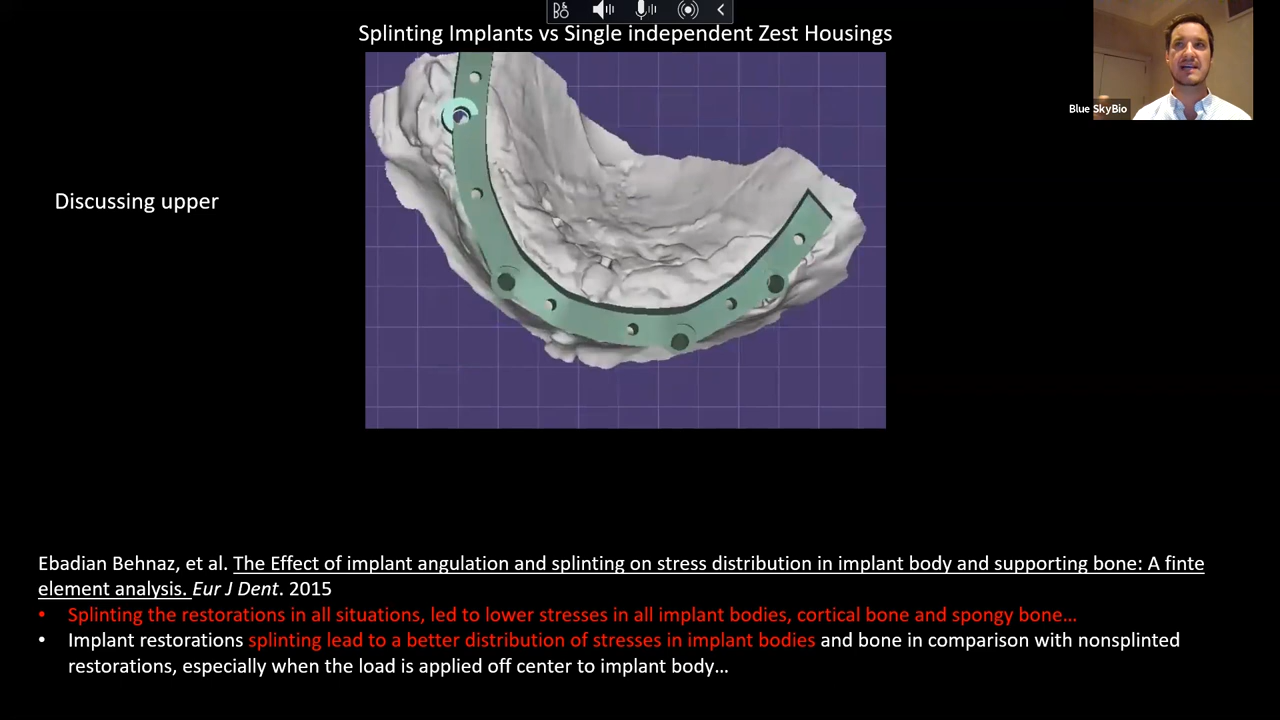 Splinting Implants vs Single independent Zest Housings
Blue SkyBio
Discussing upper
Ebadian Behnaz, et al. The Effect of implant angulation and splinting on stress distribution in implant body and supporting bone: A finte
element analysis. Eur J Dent. 2015
• Splinting the restorations in all situations, led to lower stresses in all implant bodies, cortical bone and spongy bone...
• Implant restorations splinting lead to a better distribution of stresses in implant bodies and bone in comparison with nonsplinted
restorations, especially when the load is applied off center to implant body...